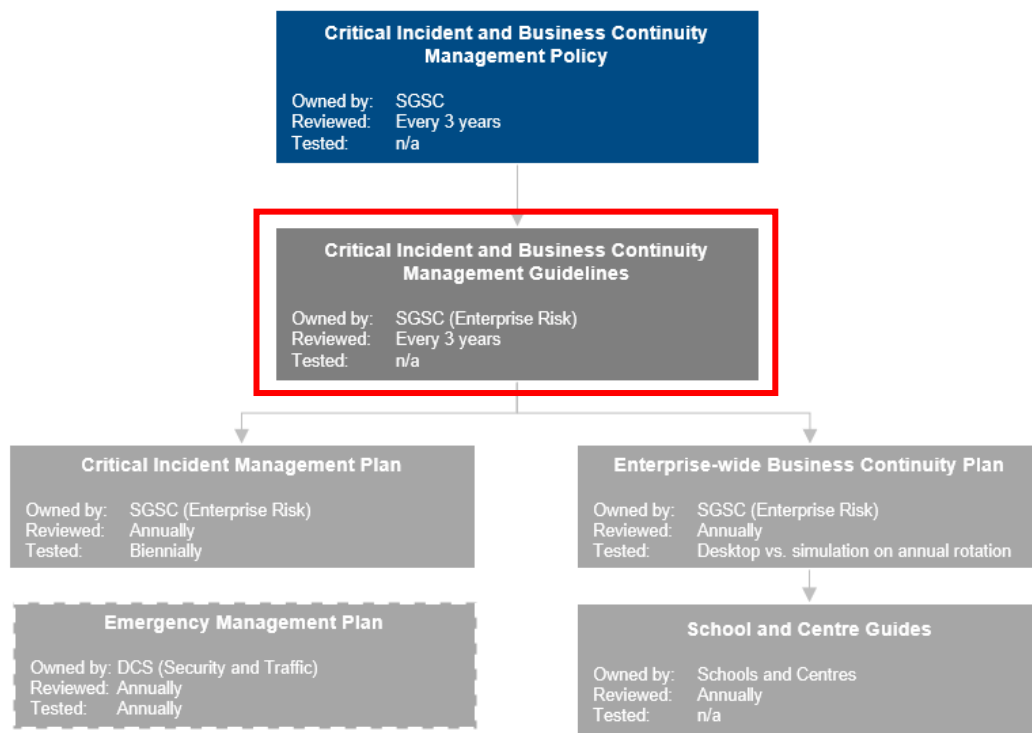 Critical Incident and Business Continuity
Management Policy
Owned by: SGSC
Reviewed: Every 3 years
Tested: n/a
Critical Incident and Business Continuity
Management Guidelines
Owned by: SGSC (Enterprise Risk)
Reviewed: Every 3 years
Tested: n/a
Critical Incident Management Plan
Owned by: SGSC (Enterprise Risk)
Reviewed: Annually
Tested: Biennially
Enterprise-wide Business Continuity Plan
Owned by: SGSC (Enterprise Risk)
Reviewed: Annually
Tested: Desktop vs. simulation on annual rotation
Emergency Management Plan
Owned by: DCS (Security and Traffic)
Reviewed: Annually
Tested: Annually
School and Centre Guides
Owned by: Schools and Centres
Reviewed: Annually
Tested: n/a